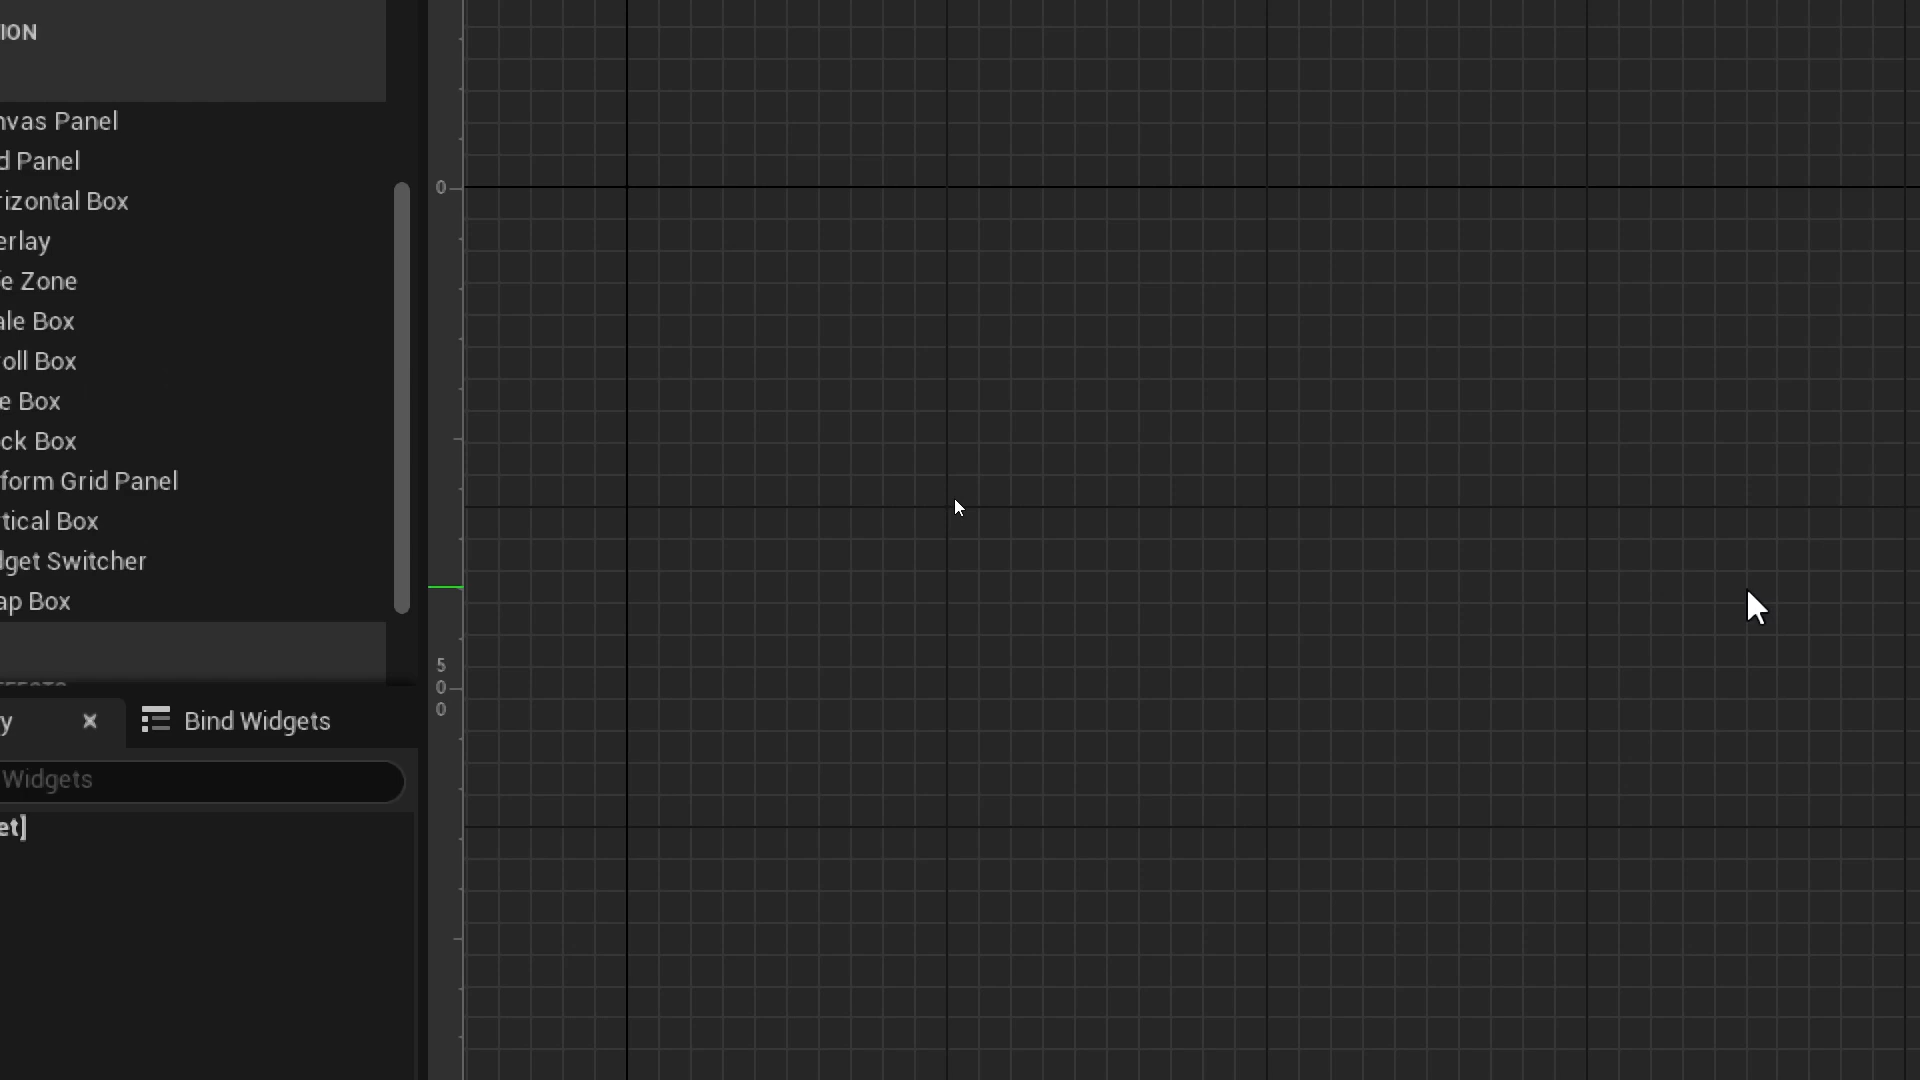 ION
nvas Panel
d Panel
rizontal Box
erlay
fe Zone
ale Box
oll Box
e Box
ck Box
form Grid Panel
tical Box
dget Switcher
ap Box
y
Bind Widgets
Widgets
et]
0
5
0
0